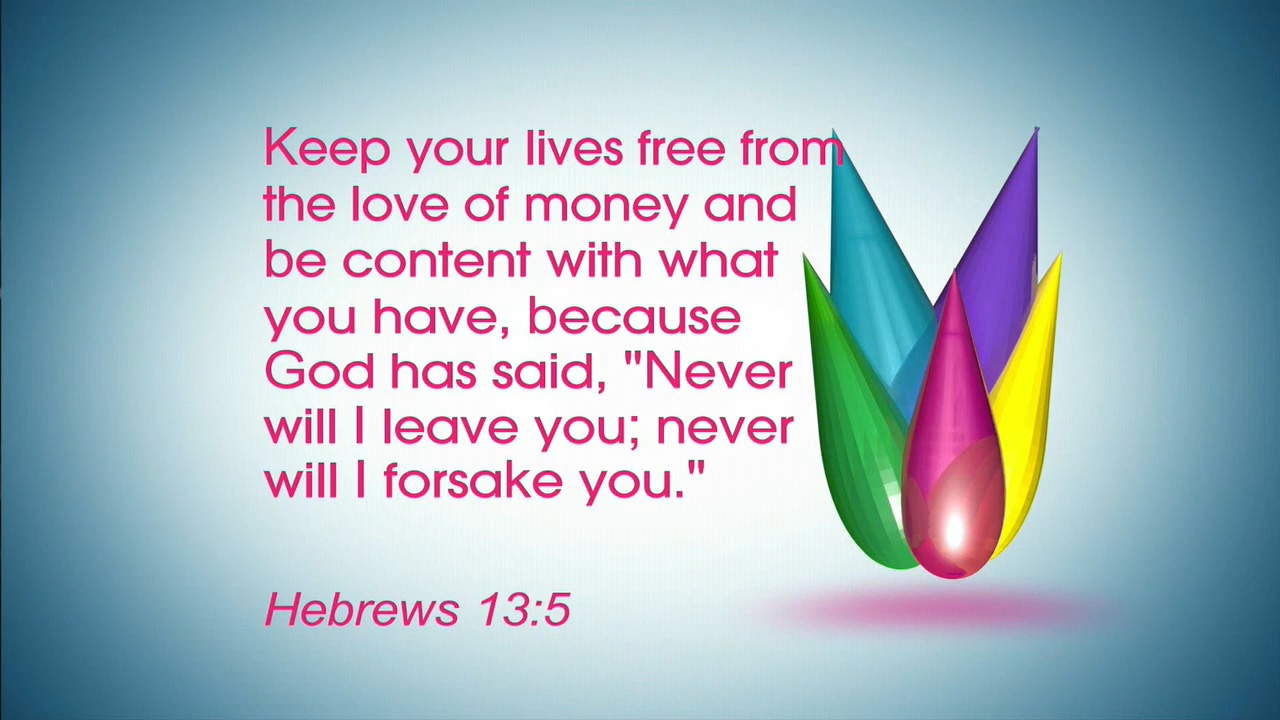 Keep your lives free from
the love of money and
be content with what
you have, because
God has said, "Never
will I leave you; never
will I forsake you."
Hebrews 13:5